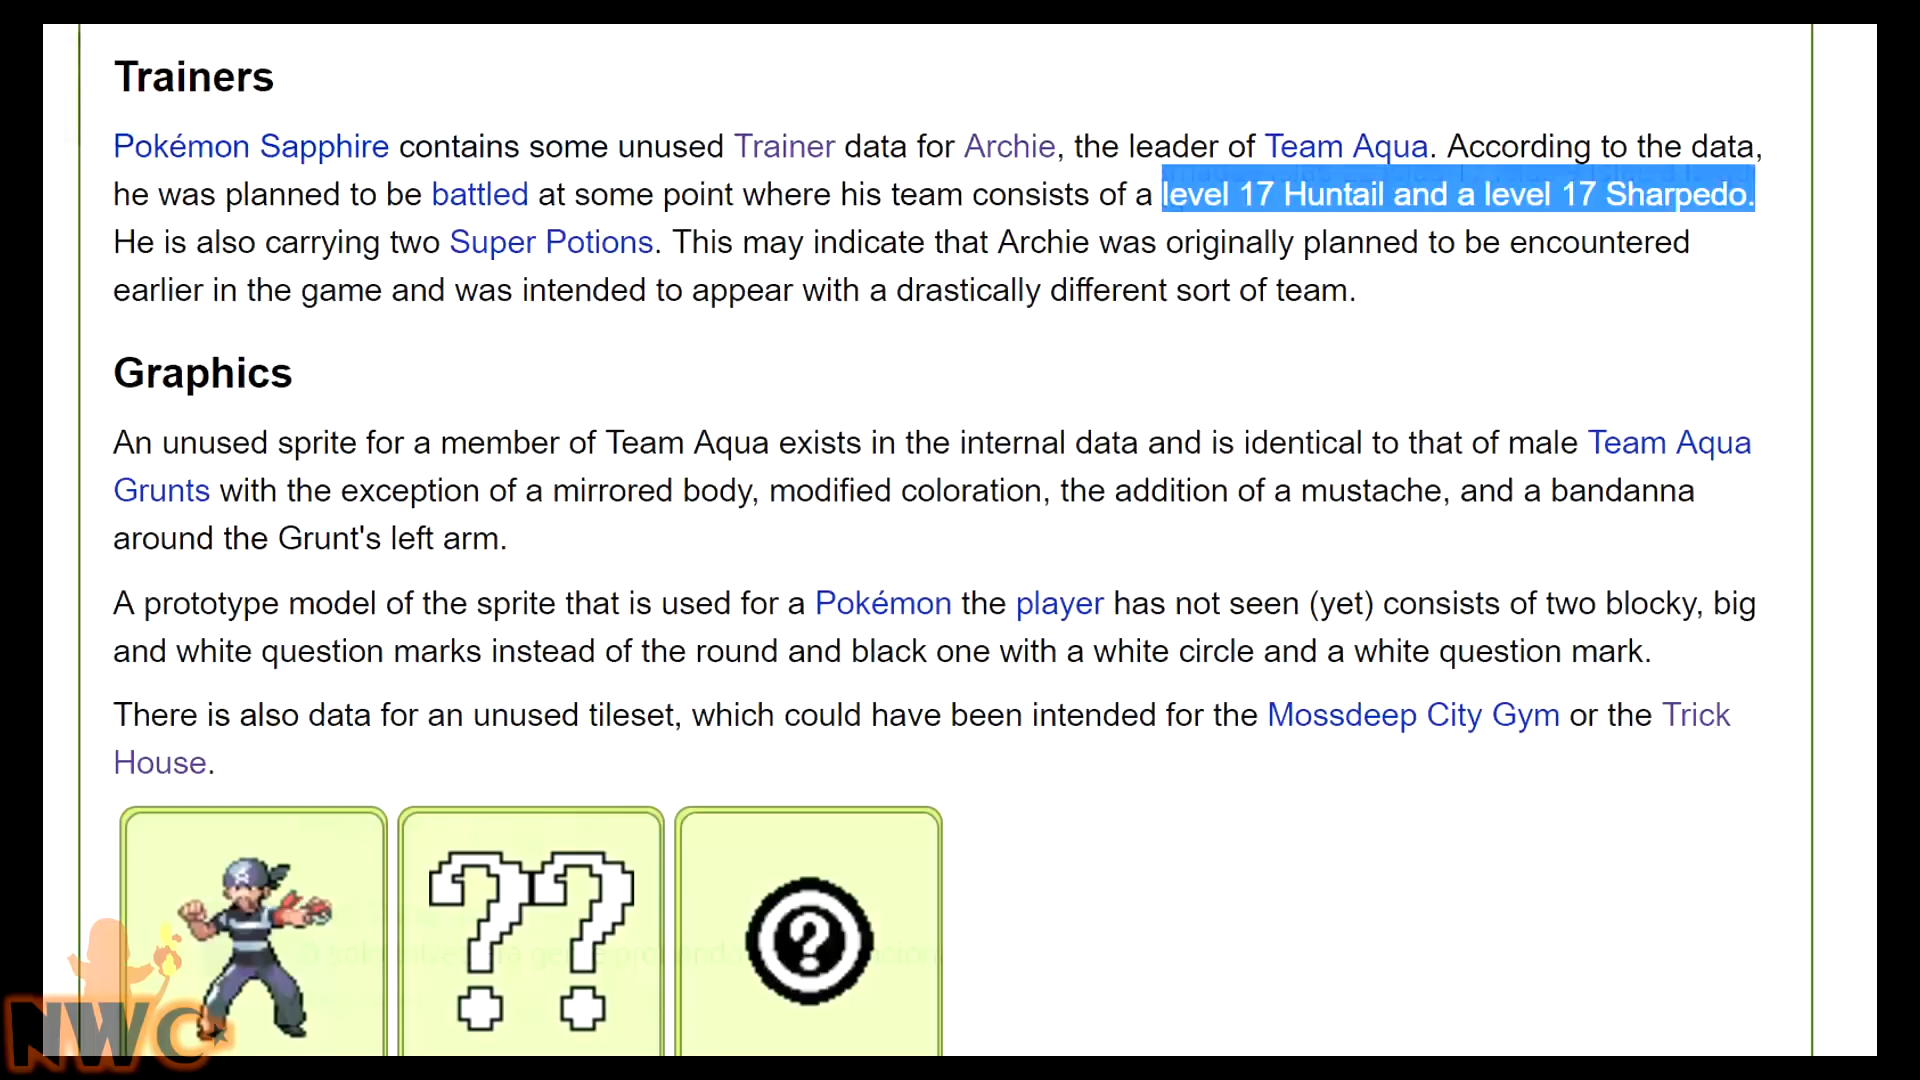 Trainers
Pokémon Sapphire contains some unused Trainer data for Archie, the leader of Team Aqua. According to the data,
he was planned to be battled at some point where his team consists of a level 17 Huntail and a level 17 Sharpedo.
He is also carrying two Super Potions. This may indicate that Archie was originally planned to be encountered
earlier in the game and was intended to appear with a drastically different sort of team.
Graphics
An unused sprite for a member of Team Aqua exists in the internal data and is identical to that of male Team Aqua
Grunts with the exception of a mirrored body, modified coloration, the addition of a mustache, and a bandanna
around the Grunt's left arm.
A prototype model of the sprite that is used for a Pokémon the player has not seen (yet) consists of two blocky, big
and white question marks instead of the round and black one with a white circle and a white question mark.
There is also data for an unused tileset, which could have been intended for the Mossdeep City Gym or the Trick
House.
??
?
NWC